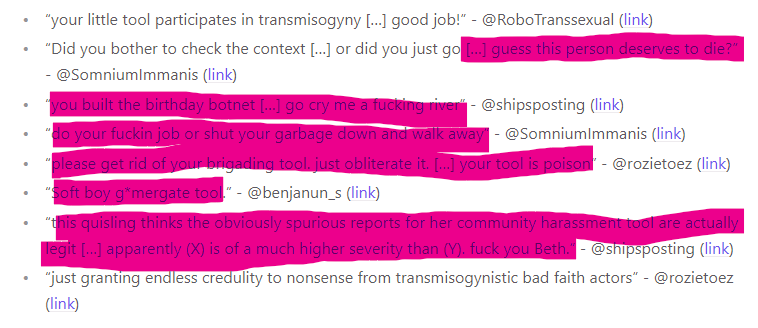 “your little tool participates in transmisogyny [...] good job!” - @RoboTranssexual (link)
“Did you bother to check the context [...] or did you just go [...] guess this person deserves to die?”
- @SomniumImmanis (link)
“you built the birthday botnet [...] go cry me a fucking river” - @shipsposting (link)
“do your fuckin job or shut your garbage down and walk away” - @SomniumImmanis (link)
“please get rid of your brigading tool. just obliterate it. [...] your tool is poison” - @rozietoez (link)
“Soft boy g*mergate tool.” - @benjanun_s (link)
“this quisling thinks the obviously spurious reports for her community harassment tool are actually
legit [...] apparently (X) is of a much higher severity than (Y). fuck you Beth.” - @shipsposting (link)
“just granting endless credulity to nonsense from transmisogynistic bad faith actors” - @rozietoez
(link)